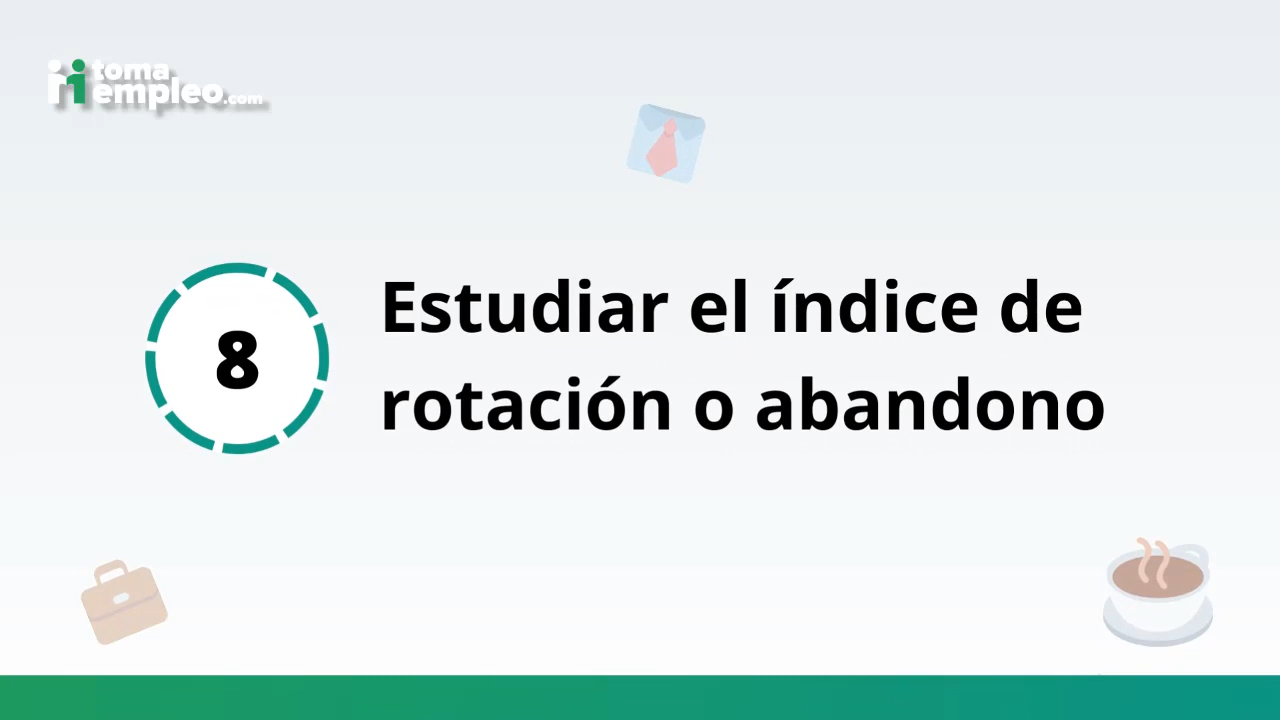 toma
empleo.com
8
Estudiar el índice de
rotación o abandono